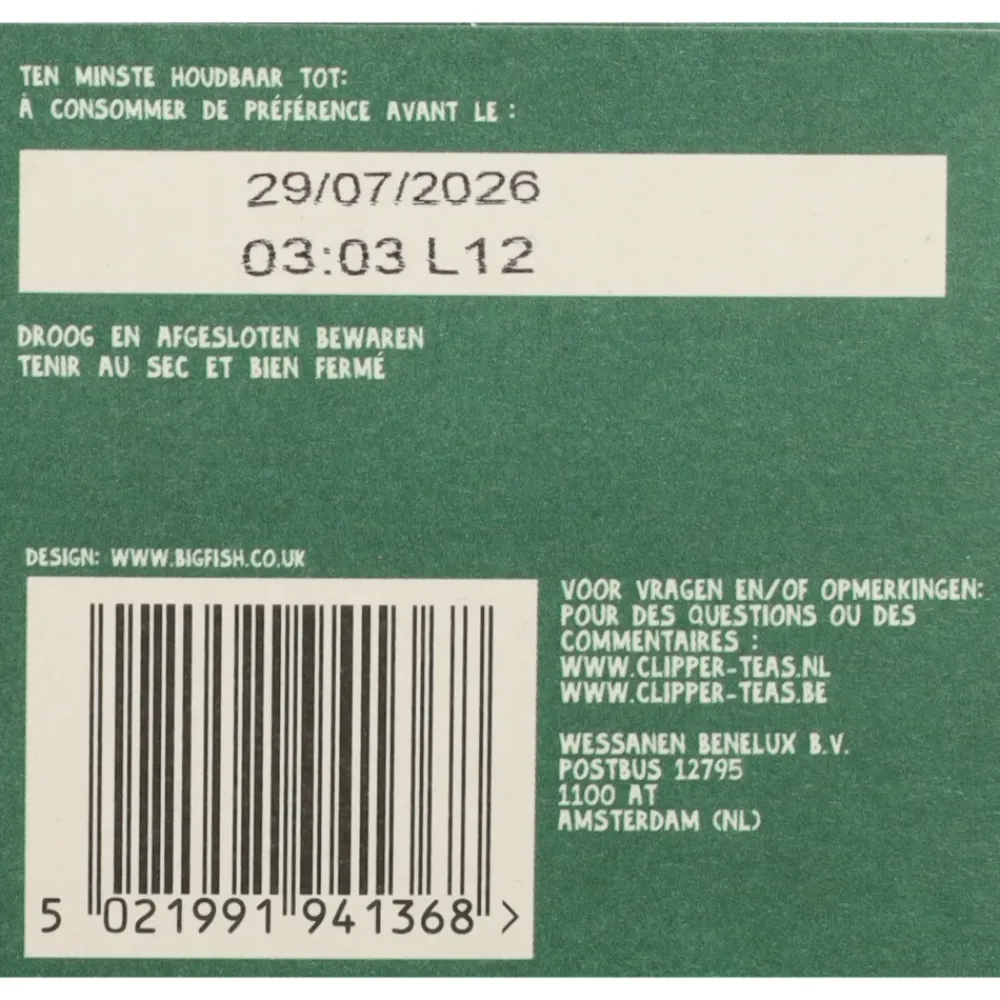 TEN MINSTE HOUDBAAR TOT:
À CONSOMMER DE PRÉFÉRENCE AVANT LE :
29/07/2026
03:03 L12
DROOG EN AFGESLOTEN BEWAREN
TENIR AU SEC ET BIEN FERMÉ
DESIGN: WWW.BIGFISH.CO.UK
5 021991 941368 >
VOOR VRAGEN EN/OF OPMERKINGEN:
POUR DES QUESTIONS OU DES
COMMENTAIRES :
WWW.CLIPPER-TEAS.NL
WWW.CLIPPER-TEAS.BE
WESSANEN BENELUX B.V.
POSTBUS 12795
1100 AT
AMSTERDAM (NL)